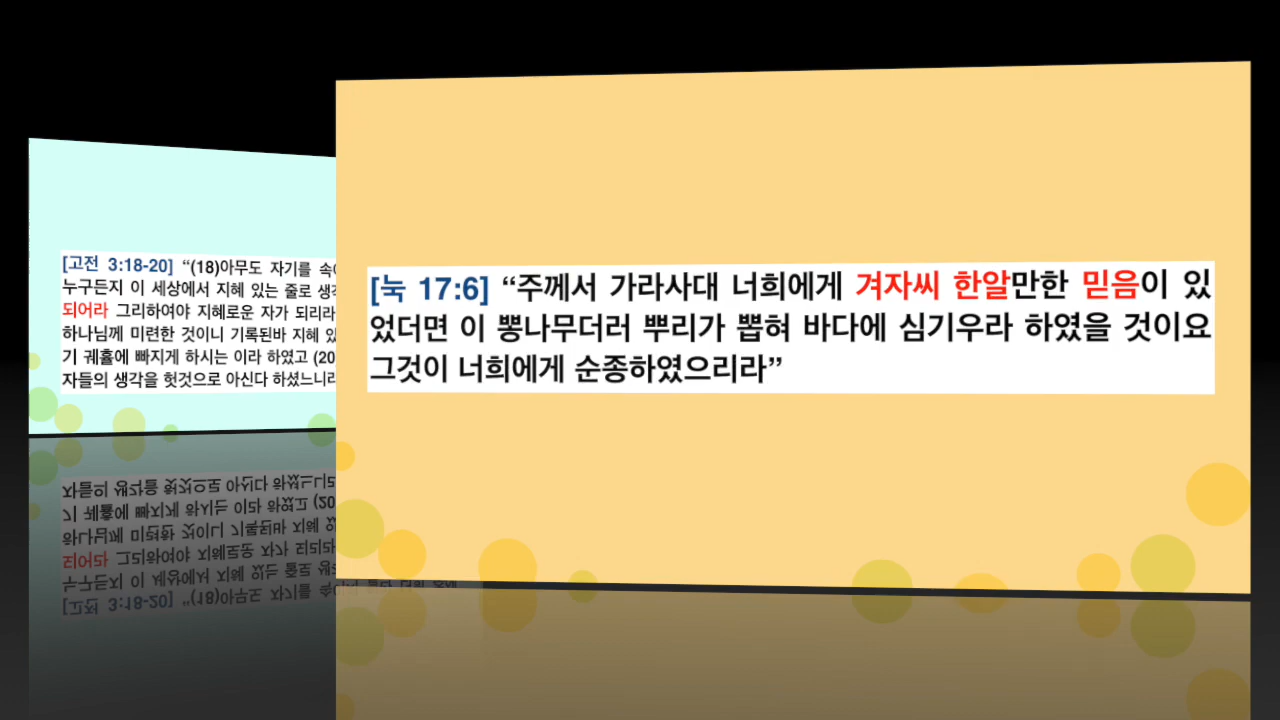 [고전 3:18-20] “(18)아무도 자기를
누구든지 이 세상에서 지혜 있는 줄로
되어라 그리하여야 지혜로운 자가 되리라
하나님께 미련한 것이니 기록된바 지혜
기 궤휼에 빠지게 하시는 이라 하였고 (20
자들의 생각을 헛것으로 아신다 하셨느니라
[눅 17:6] “주께서 가라사대 너희에게 겨자씨 한알만한 믿음이 있
었더면 이 뽕나무더러 뿌리가 뽑혀 바다에 심기우라 하였을 것이요
그것이 너희에게 순종하였으리라”